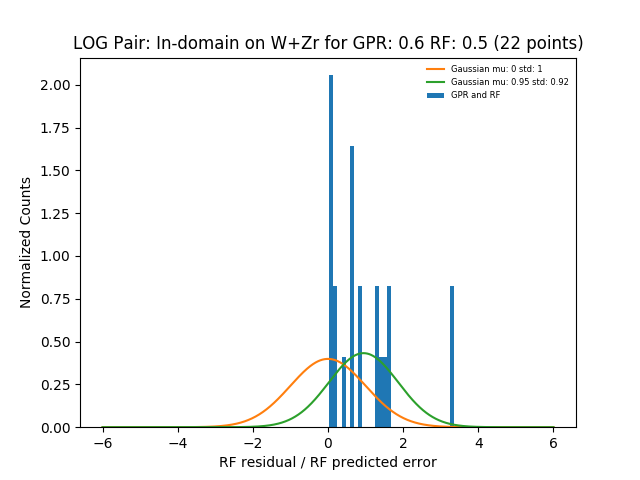 LOG Pair: In-domain on W+Zr for GPR: 0.6 RF: 0.5 (22 points)
Gaussian mu: 0 std: 1
Gaussian mu: 0.95 std: 0.92
GPR and RF
Normalized Counts
2.00
1.75
1.50
1.25
1.00
0.75
0.50
0.25
0.00
−6
−4
−2
0
2
4
6
RF residual / RF predicted error